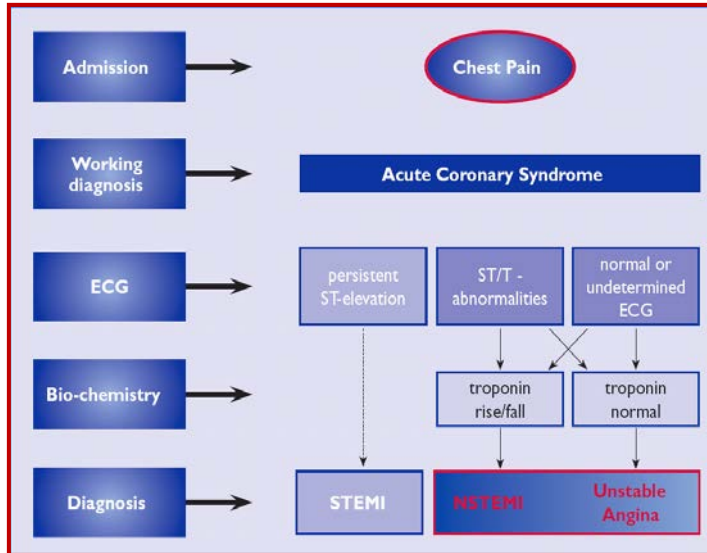 Admission
Chest Pain
Working
diagnosis
Acute Coronary Syndrome
ECG
persistent
ST-elevation
ST/T -
abnormalities
normal or
undetermined
ECG
Bio-chemistry
troponin
rise/fall
troponin
normal
Diagnosis
STEMI
NSTEMI
Unstable
Angina